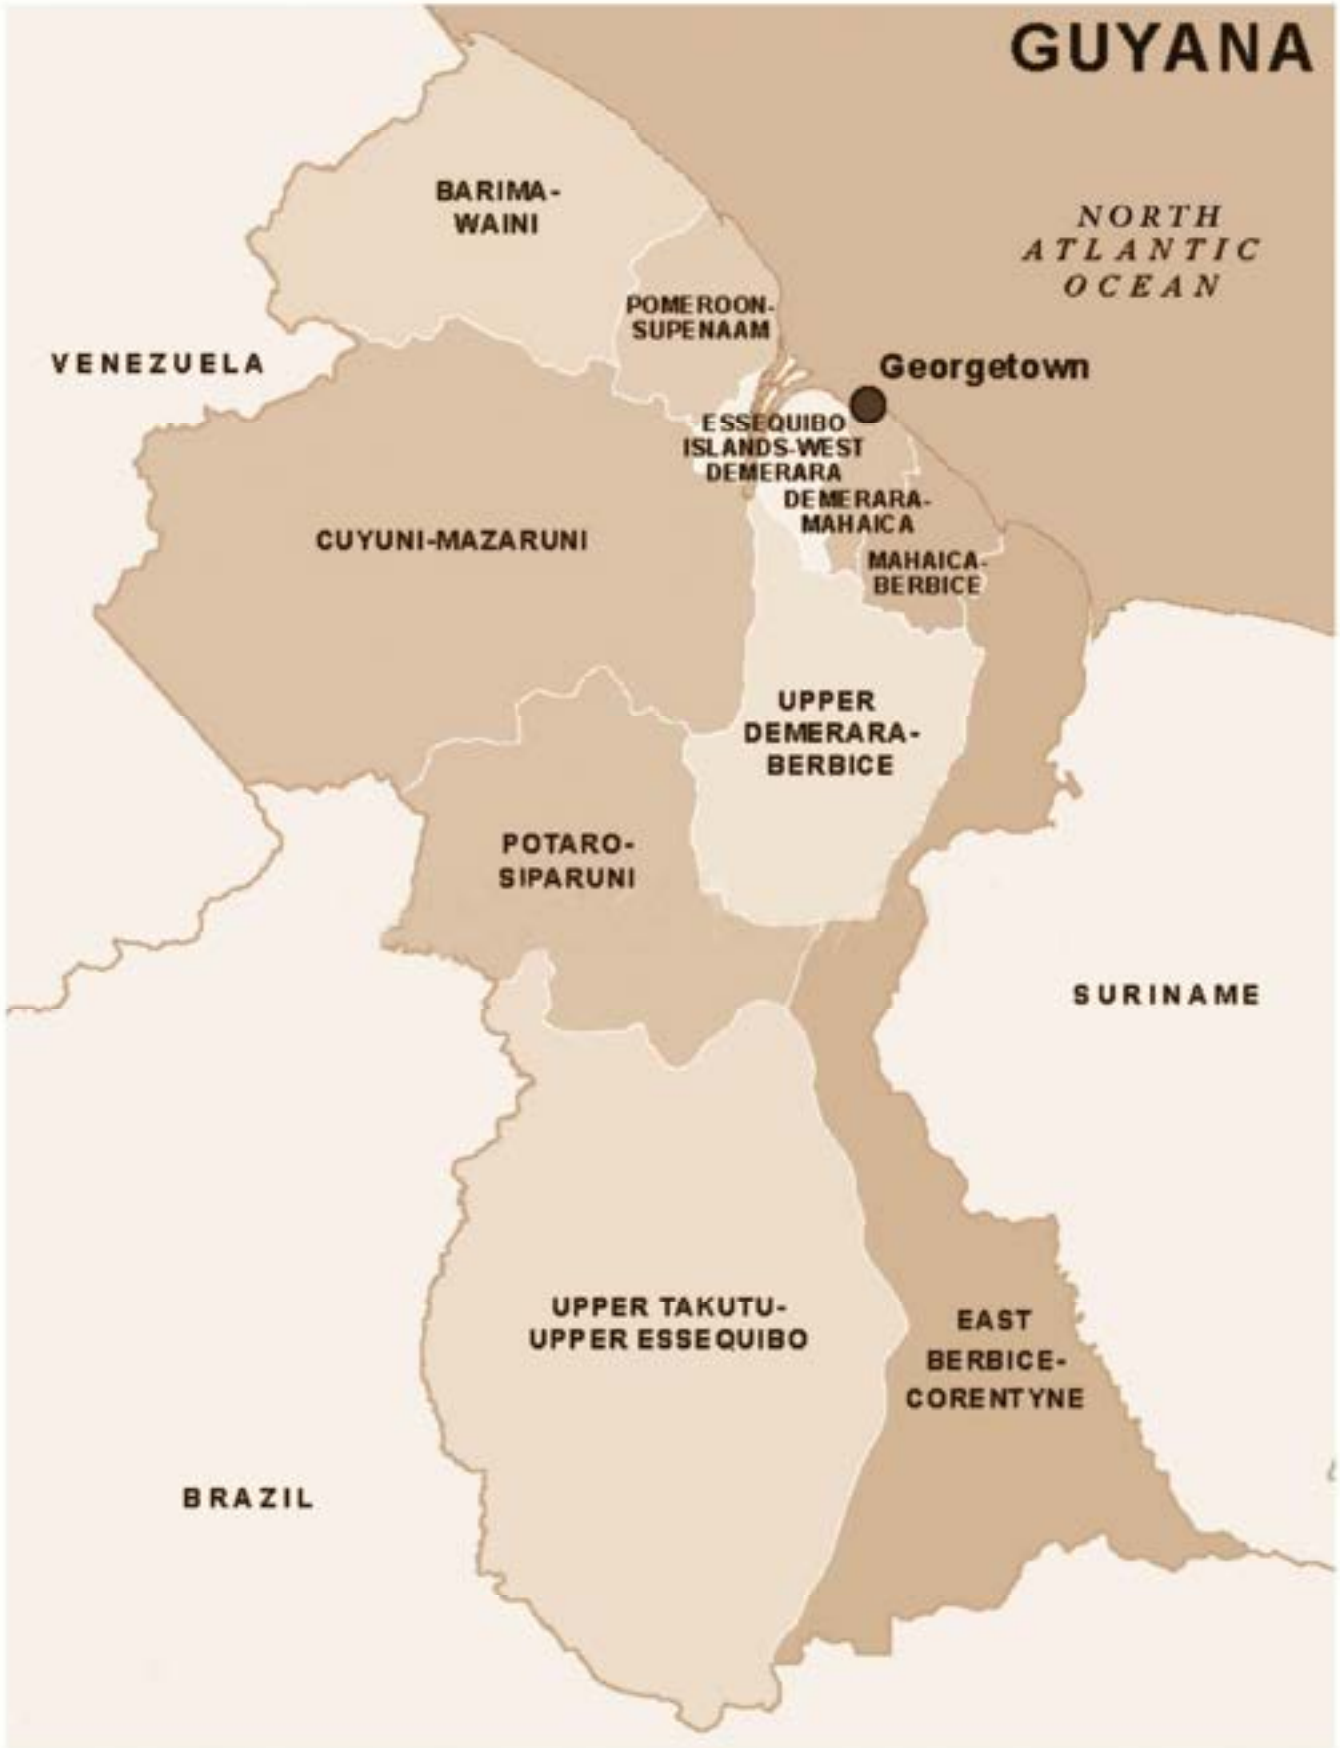 GUYANA
NORTH
ATLANTIC
OCEAN
BARIMA-
WAINI
POMEROON-
SUPENAAM
VENEZUELA
Georgetown
ESSEQUIBO
ISLANDS-WEST
DEMERARA
DEMERARA-
MAHAICA
CUYUNI-MAZARUNI
MAHAICA-
BERBICE
UPPER
DEMERARA-
BERBICE
POTARO-
SIPARUNI
SURINAME
UPPER TAKUTU-
UPPER ESSEQUIBO
EAST
BERBICE-
CORENTYNE
BRAZIL